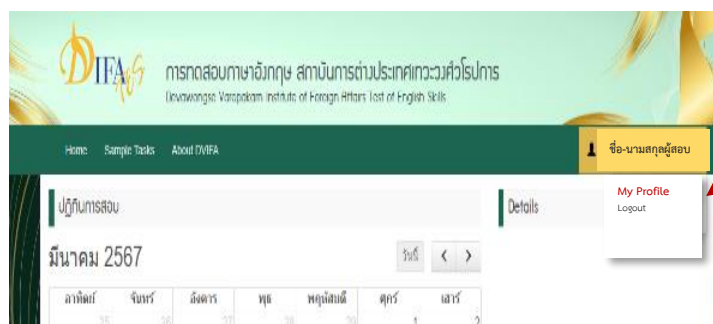 DIFA TES
การทดสอบภาษาอังกฤษ สถาบันการต่างประเทศเทวะวงศ์วโรปการ
Devawongse Varopakarn Institute of Foreign Affairs Test of English Skills
Home Sample Tasks About DVIFA
ชื่อ-นามสกุลผู้สอบ
My Profile
Logout
ปฏิทินการสอบ
Details
มีนาคม 2567
วันนี้ < >
อาทิตย์ จันทร์ อังคาร พุธ พฤหัสบดี ศุกร์ เสาร์
25 26 27 28 29 1 2